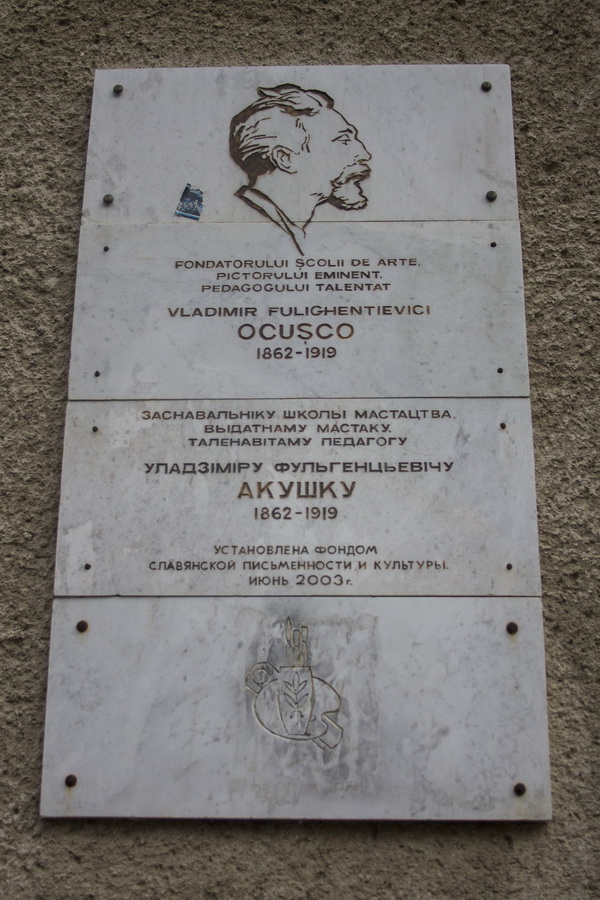 FONDATORULUI ȘCOLII DE ARTE,
PICTORULUI EMINENT,
PEDAGOGULUI TALENTAT
VLADIMIR FULIGHENTIEVICI
OCUȘCO
1862-1919
ЗАСНАВАЛЬНІКУ ШКОЛЫ МАСТАЦТВА,
ВЫДАТНАМУ МАСТАКУ,
ТАЛЕНАВІТАМУ ПЕДАГОГУ
УЛАДЗІМІРУ ФУЛЬГЕНЦЬЕВІЧУ
АКУШКУ
1862-1919
УСТАНОВЛЕНА ФОНДОМ
СЛАВЯНСКОЙ ПИСЬМЕННОСТИ И КУЛЬТУРЫ.
ИЮНЬ 2003 г.